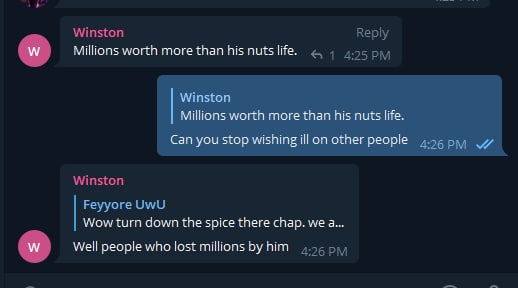 Winston
Reply
Millions worth more than his nuts life.
1 4:25 PM
W
Winston
Millions worth more than his nuts life.
Can you stop wishing ill on other people
4:26 PM
Winston
Feyyore UwU
Wow turn down the spice there chap. we a...
Well people who lost millions by him
4:26 PM
W